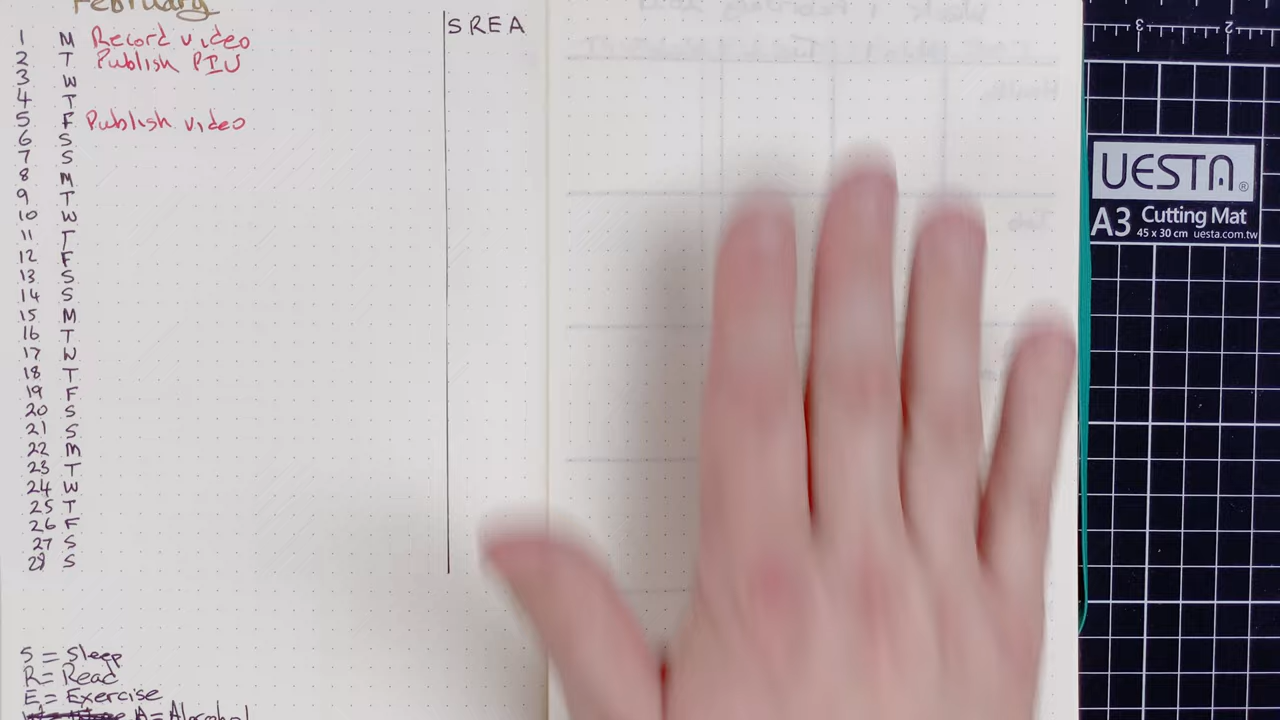 February
S R E A
1 M Record video
2 T Publish PIU
3 W
4 T
5 F Publish video
6 S
7 S
8 M
9 T
10 W
11 T
12 F
13 S
14 S
15 M
16 T
17 W
18 T
19 F
20 S
21 S
22 M
23 T
24 W
25 T
26 F
27 S
28 S
S = Sleep
R = Read
E = Exercise
A = Alcohol
3 2
UESTA®
A3 Cutting Mat
45 x 30 cm uesta.com.tw